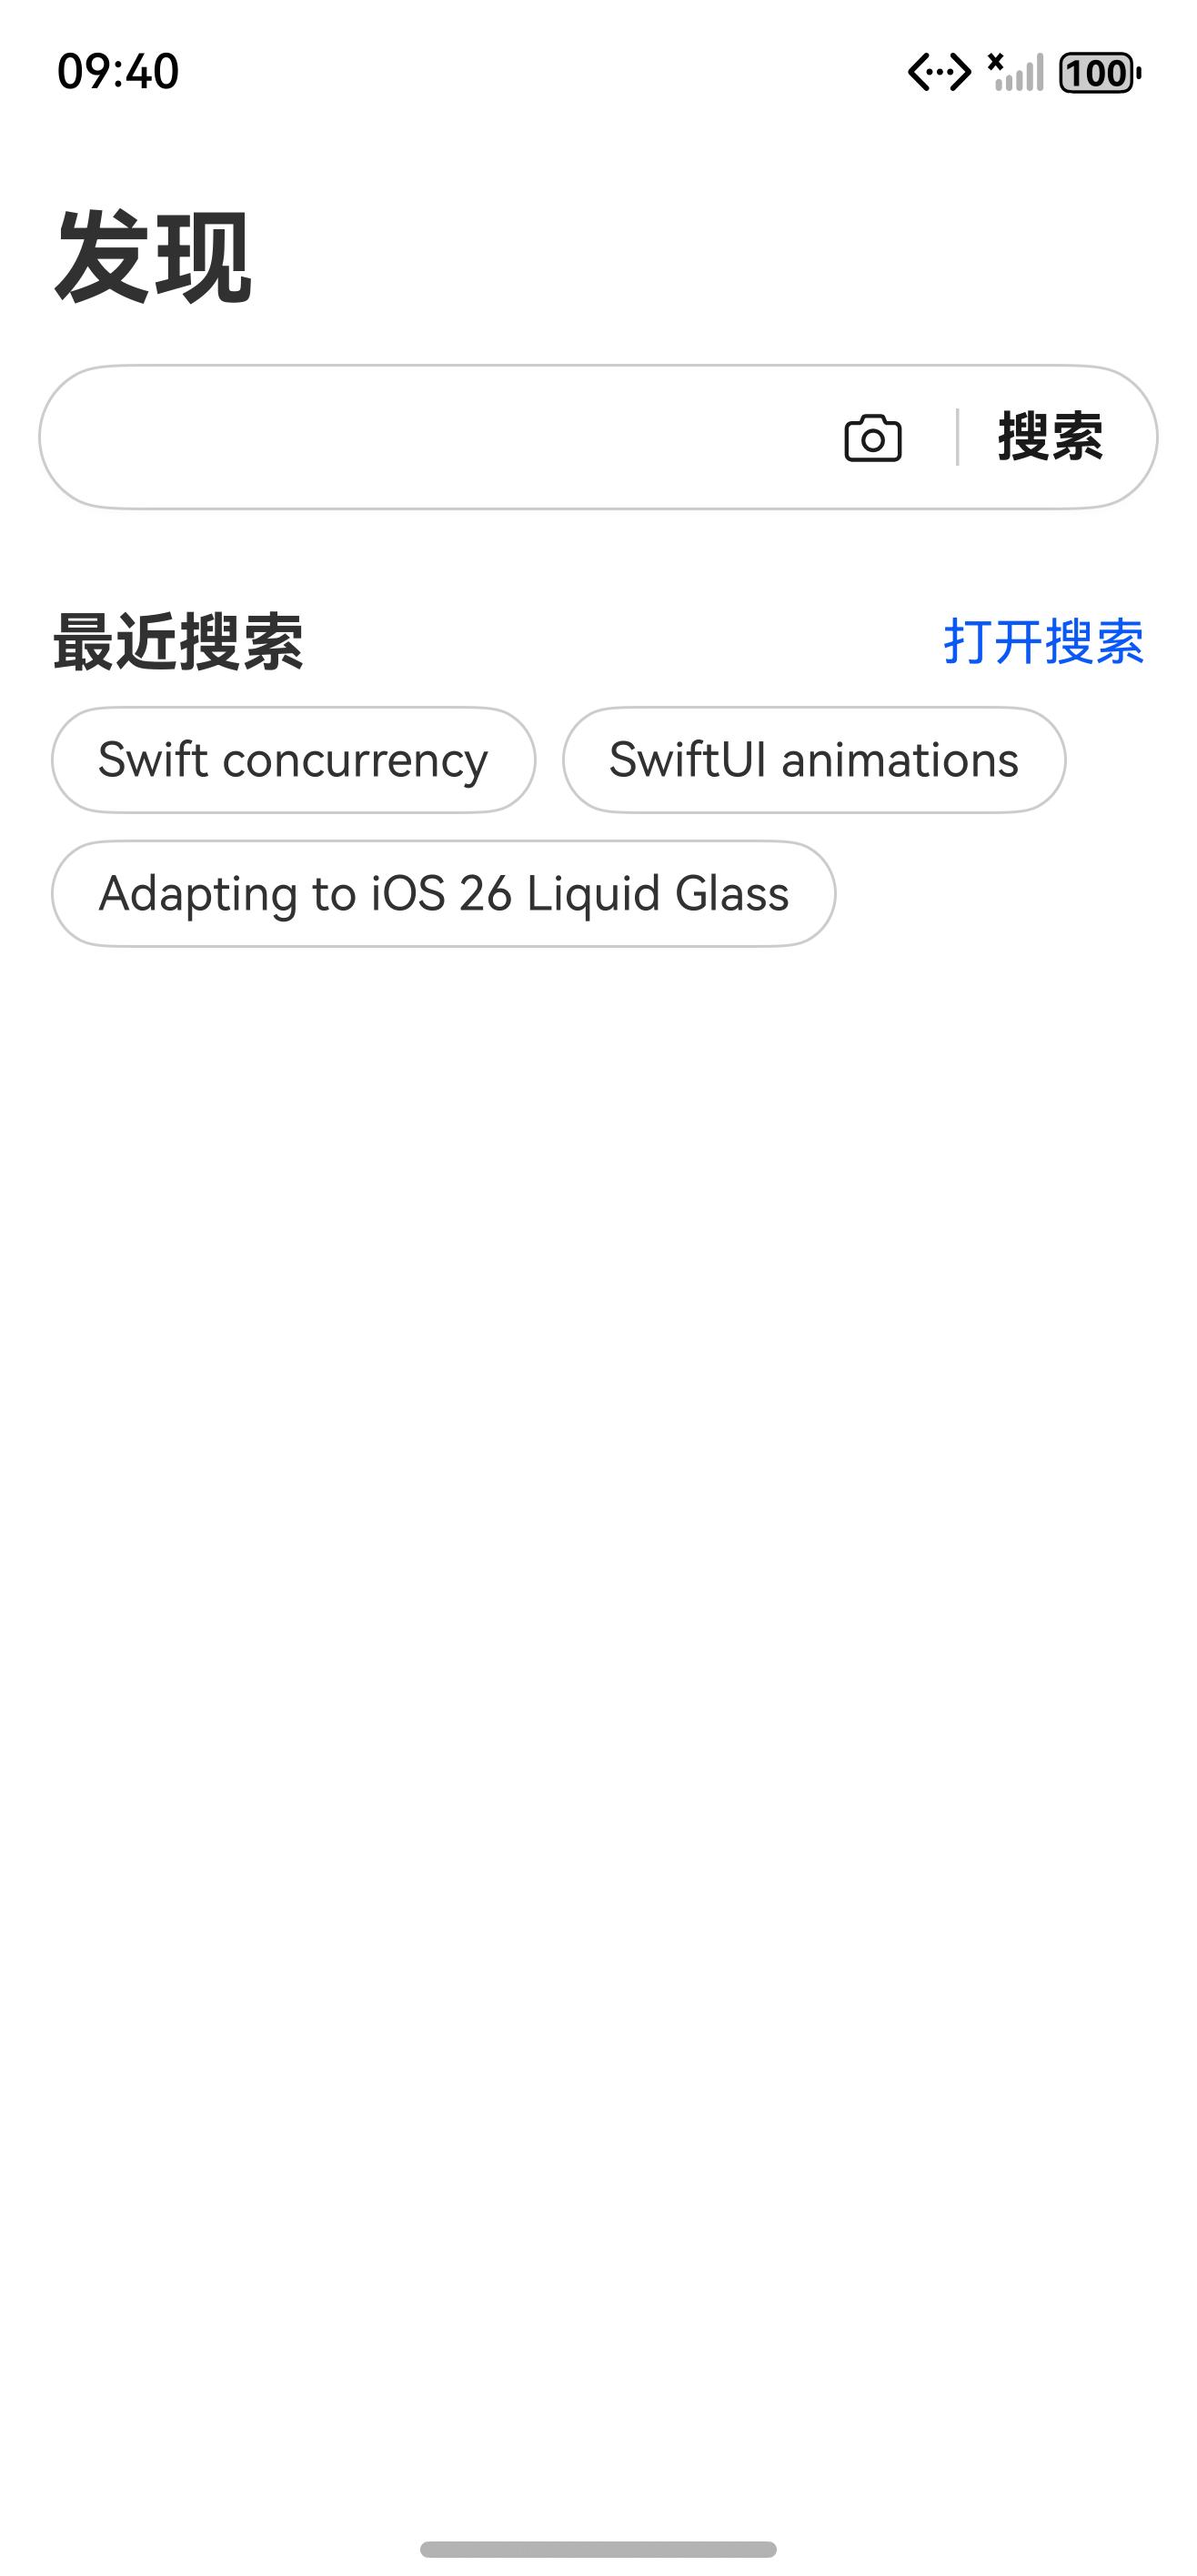 09:40
100
发现
搜索
最近搜索 打开搜索
Swift concurrency SwiftUI animations
Adapting to iOS 26 Liquid Glass